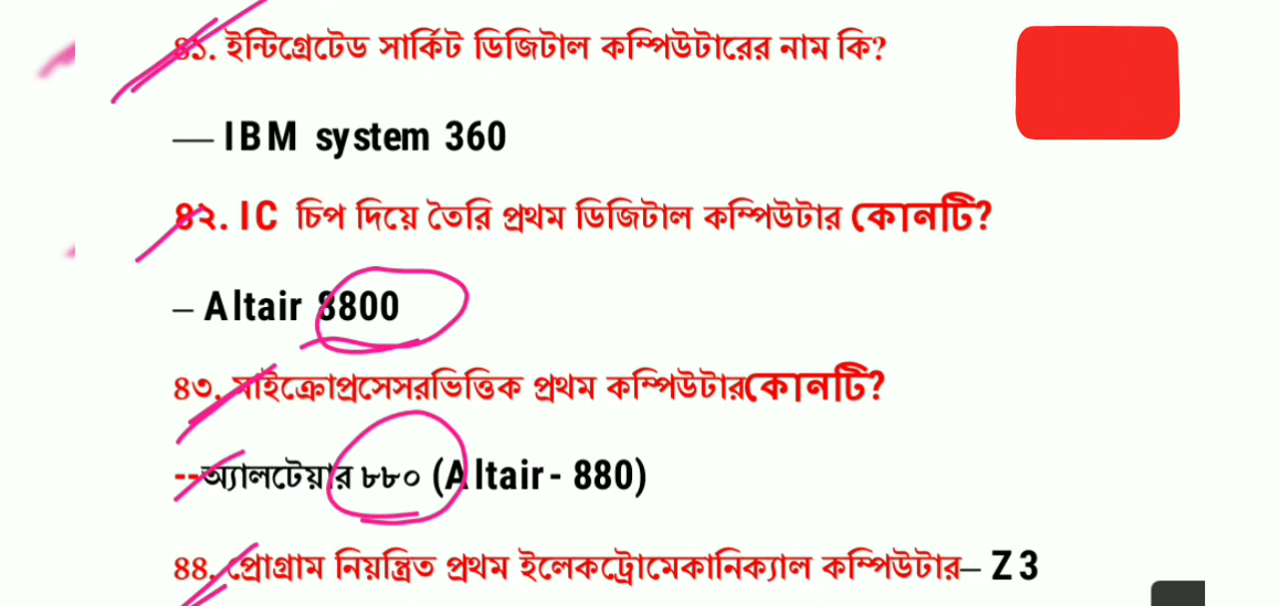 ৪১. ইন্টিগ্রেটেড সার্কিট ডিজিটাল কম্পিউটারের নাম কি?
— IBM system 360
৪২. IC চিপ দিয়ে তৈরি প্রথম ডিজিটাল কম্পিউটার কোনটি?
– Altair 8800
৪৩. মাইক্রোপ্রসেসরভিত্তিক প্রথম কম্পিউটারকোনটি?
--অ্যালটেয়ার ৮৮০ (Altair- 880)
৪৪. প্রোগ্রাম নিয়ন্ত্রিত প্রথম ইলেকট্রোমেকানিক্যাল কম্পিউটার– Z3